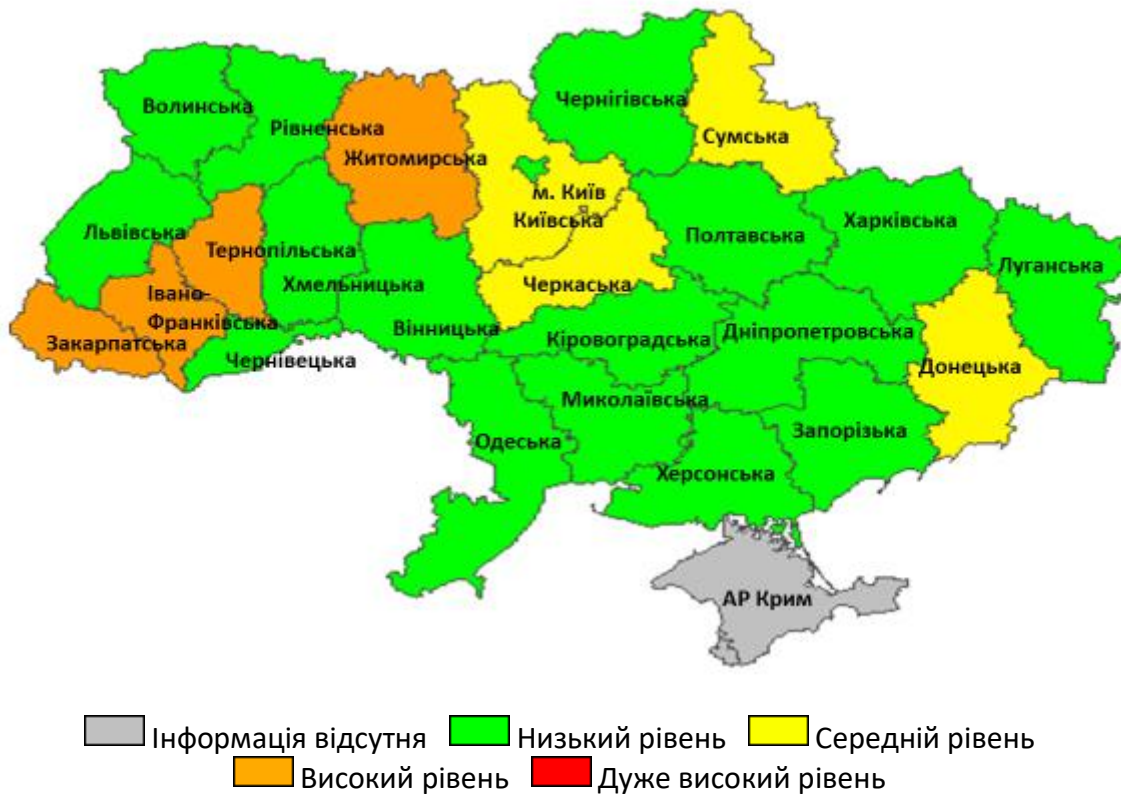 Чернігівська
Волинська
Рівненська
Сумська
Житомирська
м. Київ
Київська
Львівська
Тернопільська
Полтавська
Харківська
Луганська
Хмельницька
Черкаська
Івано-
Франківська
Закарпатська
Чернівецька
Вінницька
Кіровоградська
Дніпропетровська
Донецька
Миколаївська
Одеська
Запорізька
Херсонська
АР Крим
Інформація відсутня Низький рівень Середній рівень
Високий рівень Дуже високий рівень